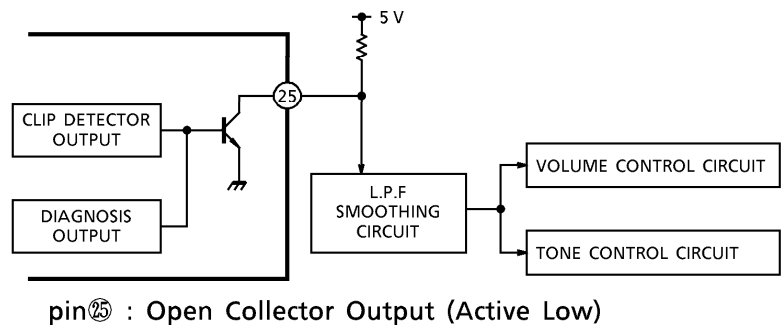 5 V
25
CLIP DETECTOR
OUTPUT
DIAGNOSIS
OUTPUT
L.P.F
SMOOTHING
CIRCUIT
VOLUME CONTROL CIRCUIT
TONE CONTROL CIRCUIT
pin㉕ : Open Collector Output (Active Low)